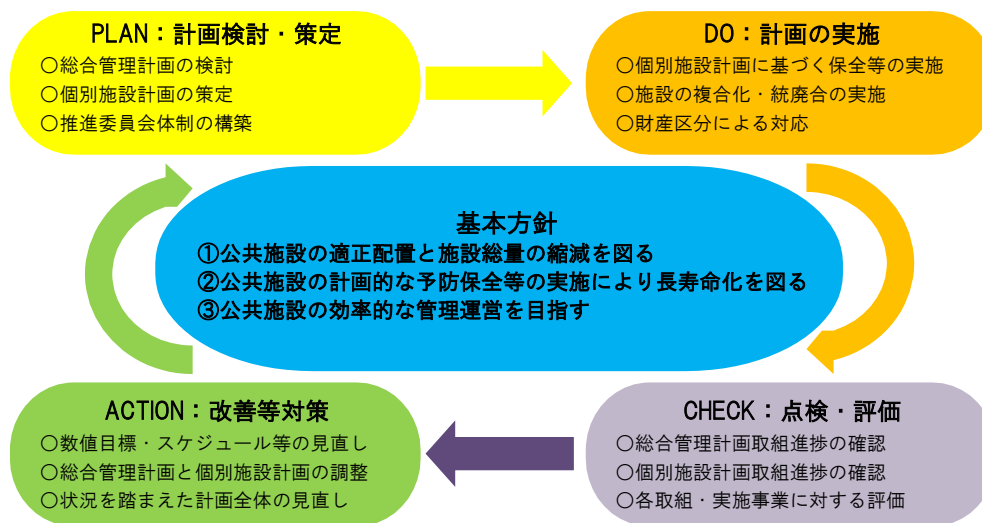 PLAN：計画検討・策定
○総合管理計画の検討
○個別施設計画の策定
○推進委員会体制の構築
DO：計画の実施
○個別施設計画に基づく保全等の実施
○施設の複合化・統廃合の実施
○財産区分による対応
基本方針
①公共施設の適正配置と施設総量の縮減を図る
②公共施設の計画的な予防保全等の実施により長寿命化を図る
③公共施設の効率的な管理運営を目指す
ACTION：改善等対策
○数値目標・スケジュール等の見直し
○総合管理計画と個別施設計画の調整
○状況を踏まえた計画全体の見直し
CHECK：点検・評価
○総合管理計画取組進捗の確認
○個別施設計画取組進捗の確認
○各取組・実施事業に対する評価